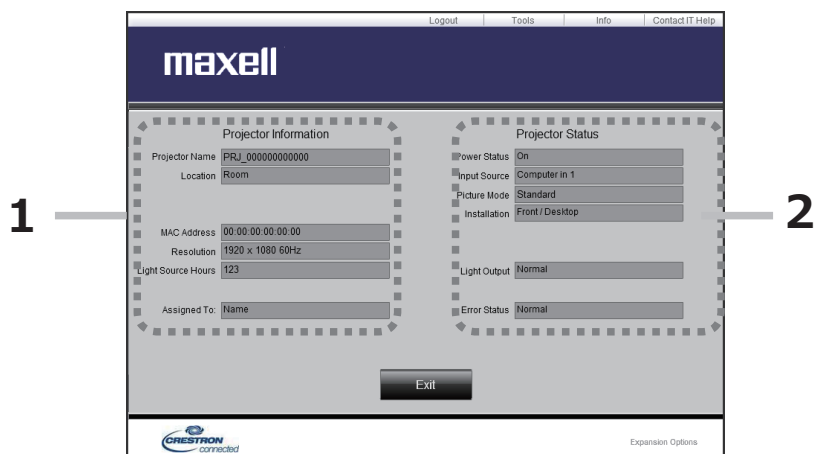 Logout Tools Info Contact IT Help
maxell
1
Projector Information
Projector Name PRJ_000000000000
Location Room
MAC Address 00:00:00:00:00:00
Resolution 1920 x 1080 60Hz
Light Source Hours 123
Assigned To: Name
2
Projector Status
Power Status On
Input Source Computer in 1
Picture Mode Standard
Installation Front / Desktop
Light Output Normal
Error Status Normal
Exit
CRESTRON
connected
Expansion Options